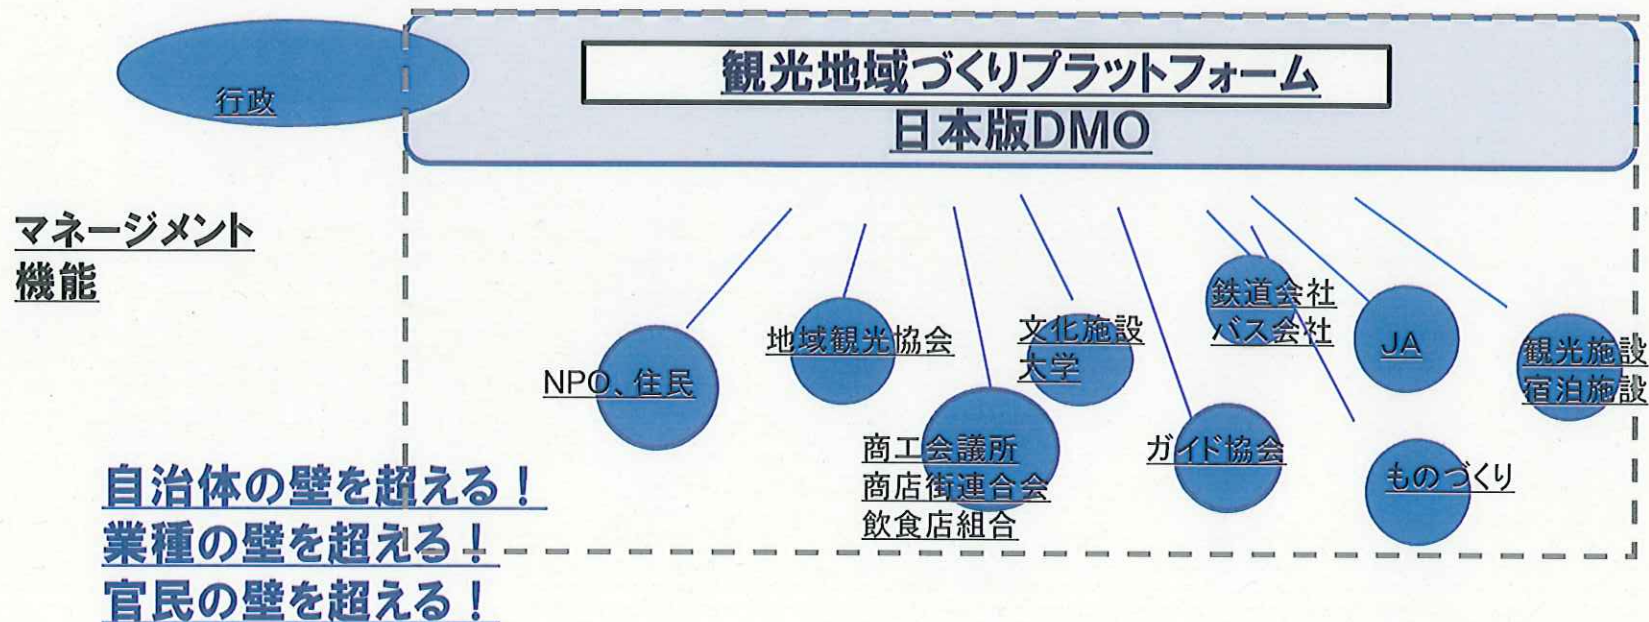 行政
観光地域づくりプラットフォーム
日本版DMO
マネージメント
機能
NPO、住民
地域観光協会
商工会議所
商店街連合会
飲食店組合
文化施設
大学
ガイド協会
鉄道会社
バス会社
JA
ものづくり
観光施設
宿泊施設
自治体の壁を超える！
業種の壁を超える！
官民の壁を超える！